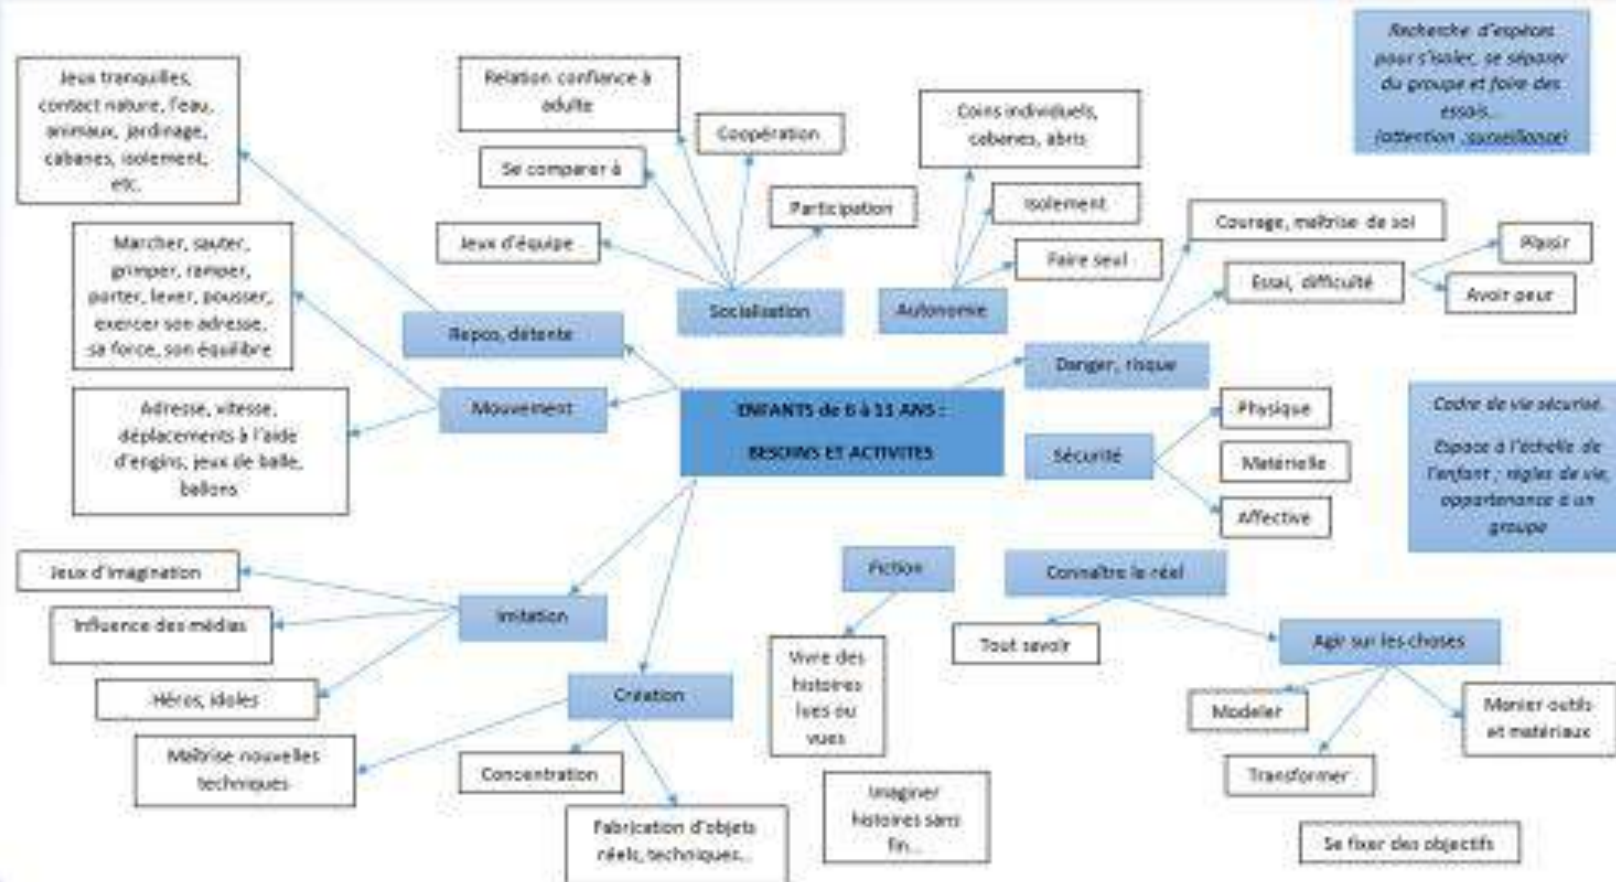 Recherche d'espèces
pour s'isoler, se séparer
du groupe et faire des
essais...
(attention surveillance)
Jeux tranquilles,
contact nature, l'eau,
animaux, jardinage,
cabanes, isolement,
etc.
Relation confiance à
adulte
Coopération
Se comparer à
Participation
Jeux d'équipe
Coins individuels,
cabanes, abris
Isolement
Faire seul
Courage, maîtrise de soi
Essai, difficulté
Plaisir
Avoir peur
Marcher, sauter,
grimper, ramper,
porter, lever, pousser,
exercer son adresse,
sa force, son équilibre
Socialisation
Autonomie
Repos, détente
Danger, risque
Mouvement
ENFANTS de 6 à 11 ANS :
BESOINS ET ACTIVITES
Adresse, vitesse,
déplacements à l'aide
d'engins, jeux de balle,
ballons
Sécurité
Physique
Matérielle
Affective
Cadre de vie sécurisé.
Espace à l'échelle de
l'enfant ; règles de vie,
appartenance à un
groupe
Jeux d'imagination
Influence des médias
Héros, idoles
Imitation
Fiction
Connaître le réel
Vivre des
histoires
lues ou
vues
Tout savoir
Agir sur les choses
Modeler
Manier outils
et matériaux
Transformer
Création
Maîtrise nouvelles
techniques
Concentration
Fabrication d'objets
réels, techniques...
Imaginer
histoires sans
fin...
Se fixer des objectifs